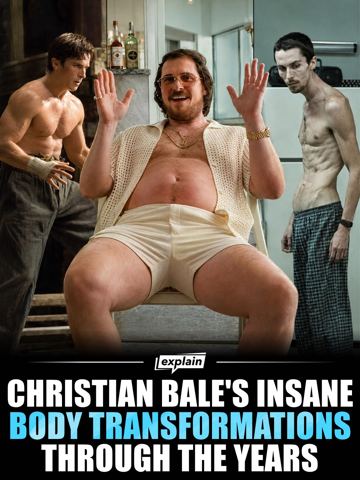 explain
CHRISTIAN BALE'S INSANE
BODY TRANSFORMATIONS
THROUGH THE YEARS